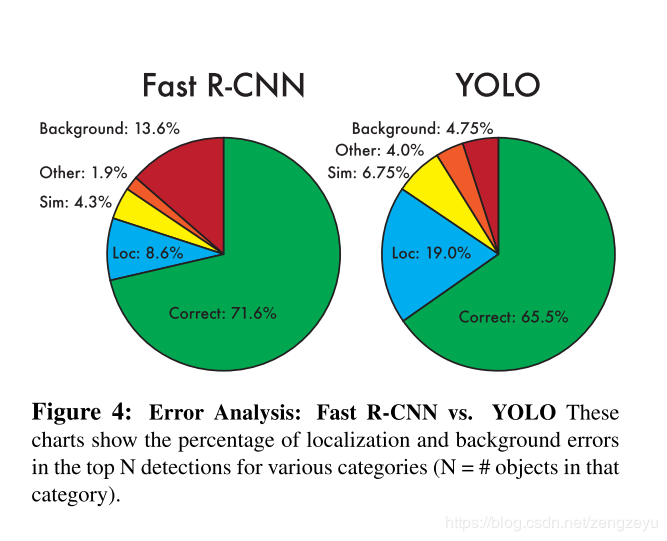 Fast R-CNN
Background: 13.6%
Other: 1.9%
Sim: 4.3%
Loc: 8.6%
Correct: 71.6%
YOLO
Background: 4.75%
Other: 4.0%
Sim: 6.75%
Loc: 19.0%
Correct: 65.5%
Figure 4: Error Analysis: Fast R-CNN vs. YOLO These
charts show the percentage of localization and background errors
in the top N detections for various categories (N = # objects in that
category).
https://blog.csdn.net/zengzeyu